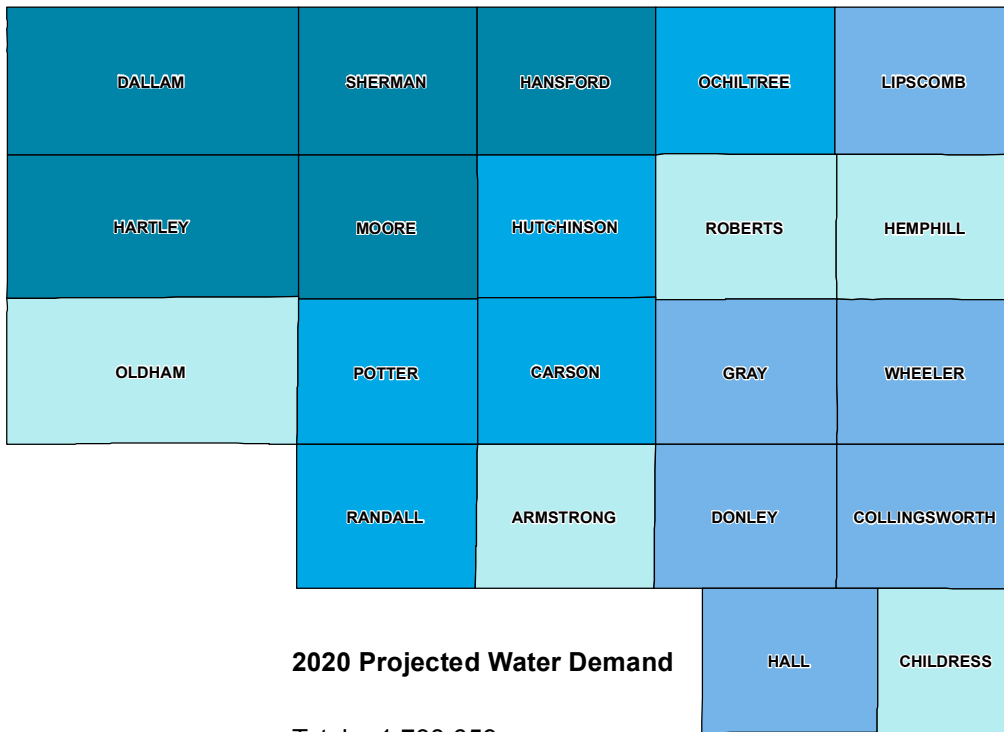 DALLAM SHERMAN HANSFORD OCHILTREE LIPSCOMB
HARTLEY MOORE HUTCHINSON ROBERTS HEMPHILL
OLDHAM POTTER CARSON GRAY WHEELER
RANDALL ARMSTRONG DONLEY COLLINGSWORTH
2020 Projected Water Demand HALL CHILDRESS